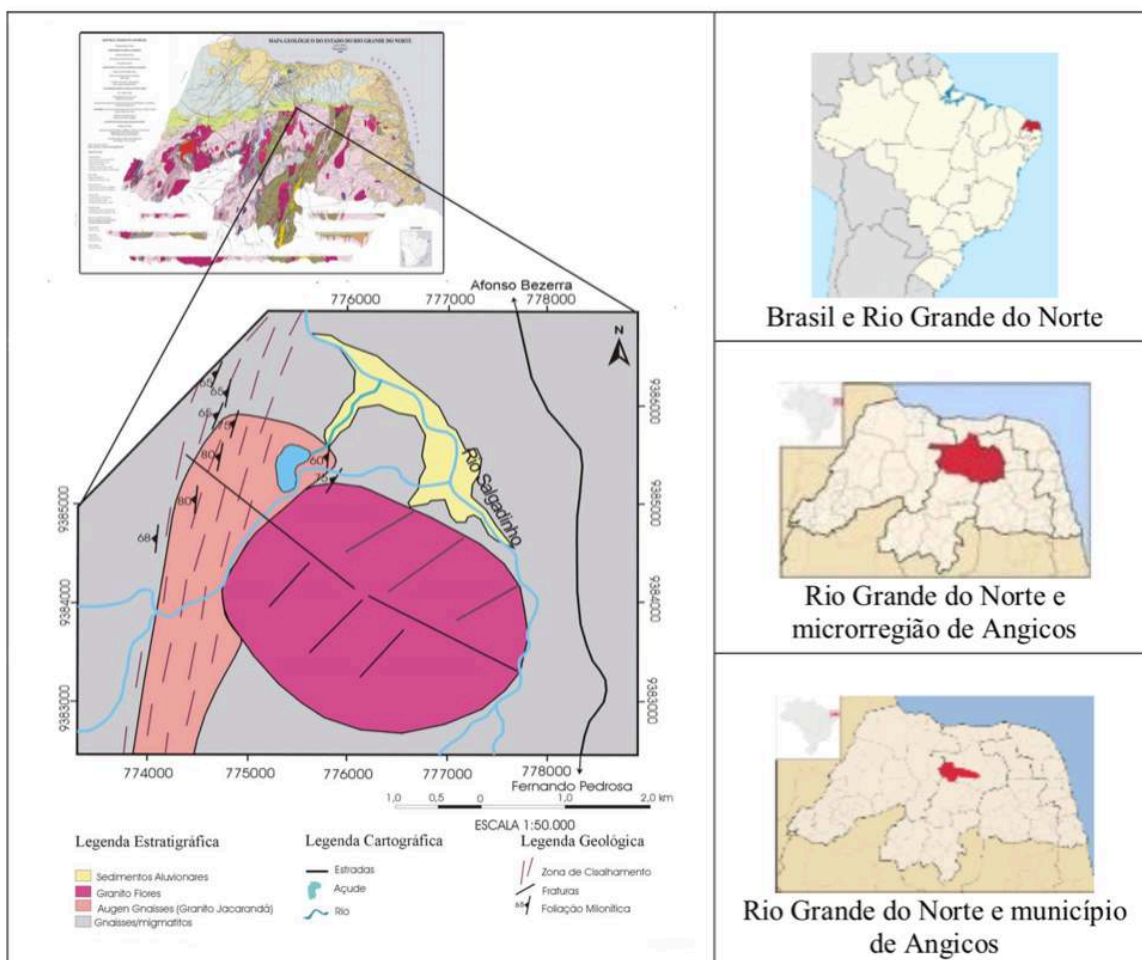 MAPA GEOLÓGICO DO ESTADO DO RIO GRANDE DO NORTE
Afonso Bezerra
776000
777000
778000
N
9386000
9385000
9384000
9383000
9385000
9384000
9383000
65
65
65
75
80
80
68
60
75
Rio Salgadinho
774000
775000
776000
777000
778000
Fernando Pedrosa
1,0
0,5
0
1,0
2,0 km
ESCALA 1:50.000
Legenda Estratigráfica
Sedimentos Aluvionares
Granito Flores
Augen Gnaisses (Granito Jacarandá)
Gnaisses/migmatitos
Legenda Cartográfica
Estradas
Açude
Rio
Legenda Geológica
Zona de Cisalhamento
Fraturas
65
Foliação Milonítica
Brasil e Rio Grande do Norte
Rio Grande do Norte e
microrregião de Angicos
Rio Grande do Norte e município
de Angicos